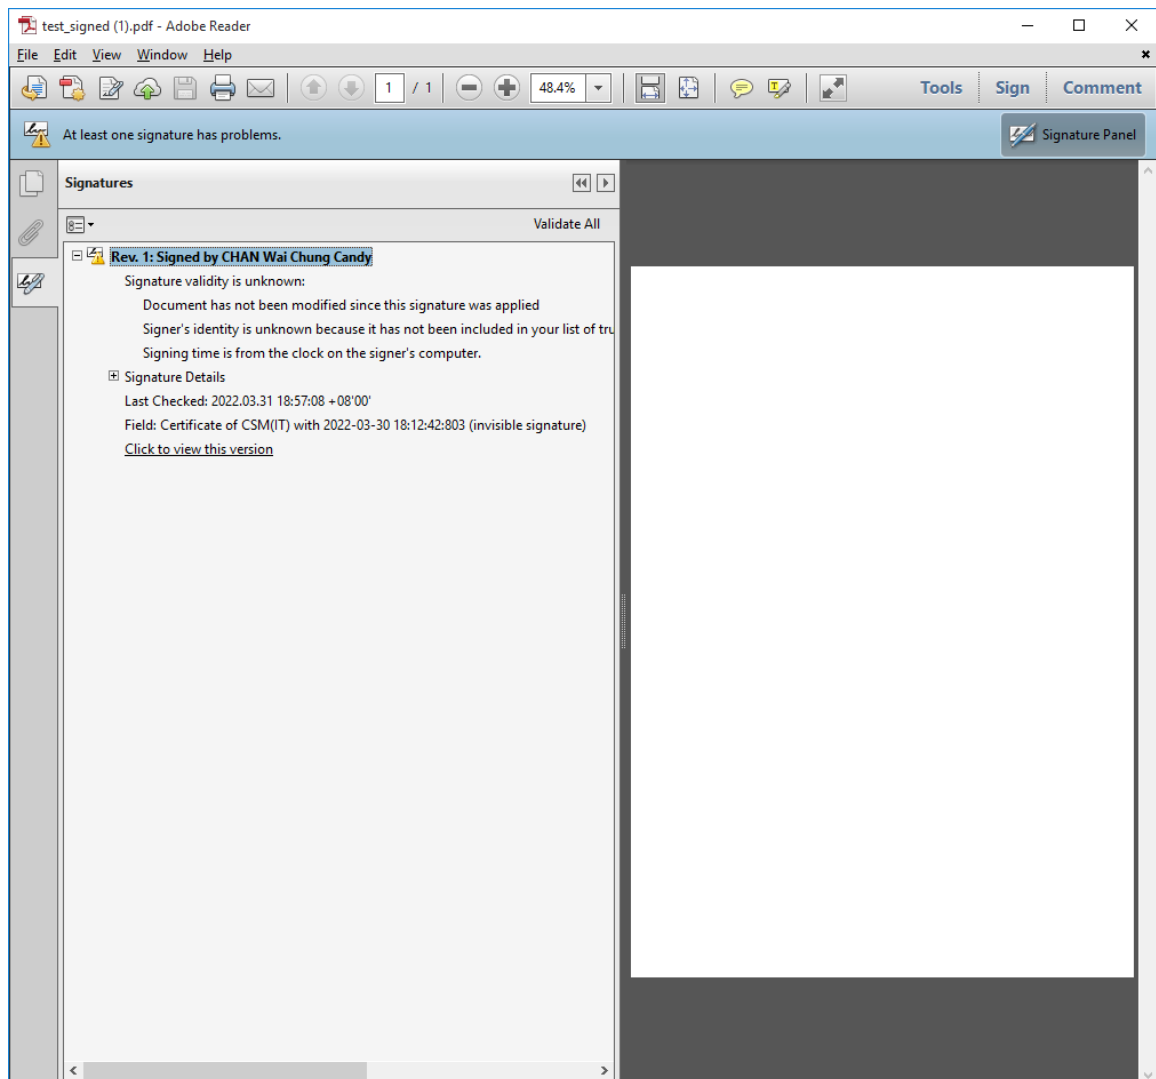 test_signed (1).pdf - Adobe Reader
File Edit View Window Help
1 / 1 48.4% Tools Sign Comment
At least one signature has problems. Signature Panel
Signatures
Validate All
Rev. 1: Signed by CHAN Wai Chung Candy
Signature validity is unknown:
Document has not been modified since this signature was applied
Signer's identity is unknown because it has not been included in your list of tru
Signing time is from the clock on the signer's computer.
Signature Details
Last Checked: 2022.03.31 18:57:08 +08'00'
Field: Certificate of CSM(IT) with 2022-03-30 18:12:42:803 (invisible signature)
Click to view this version